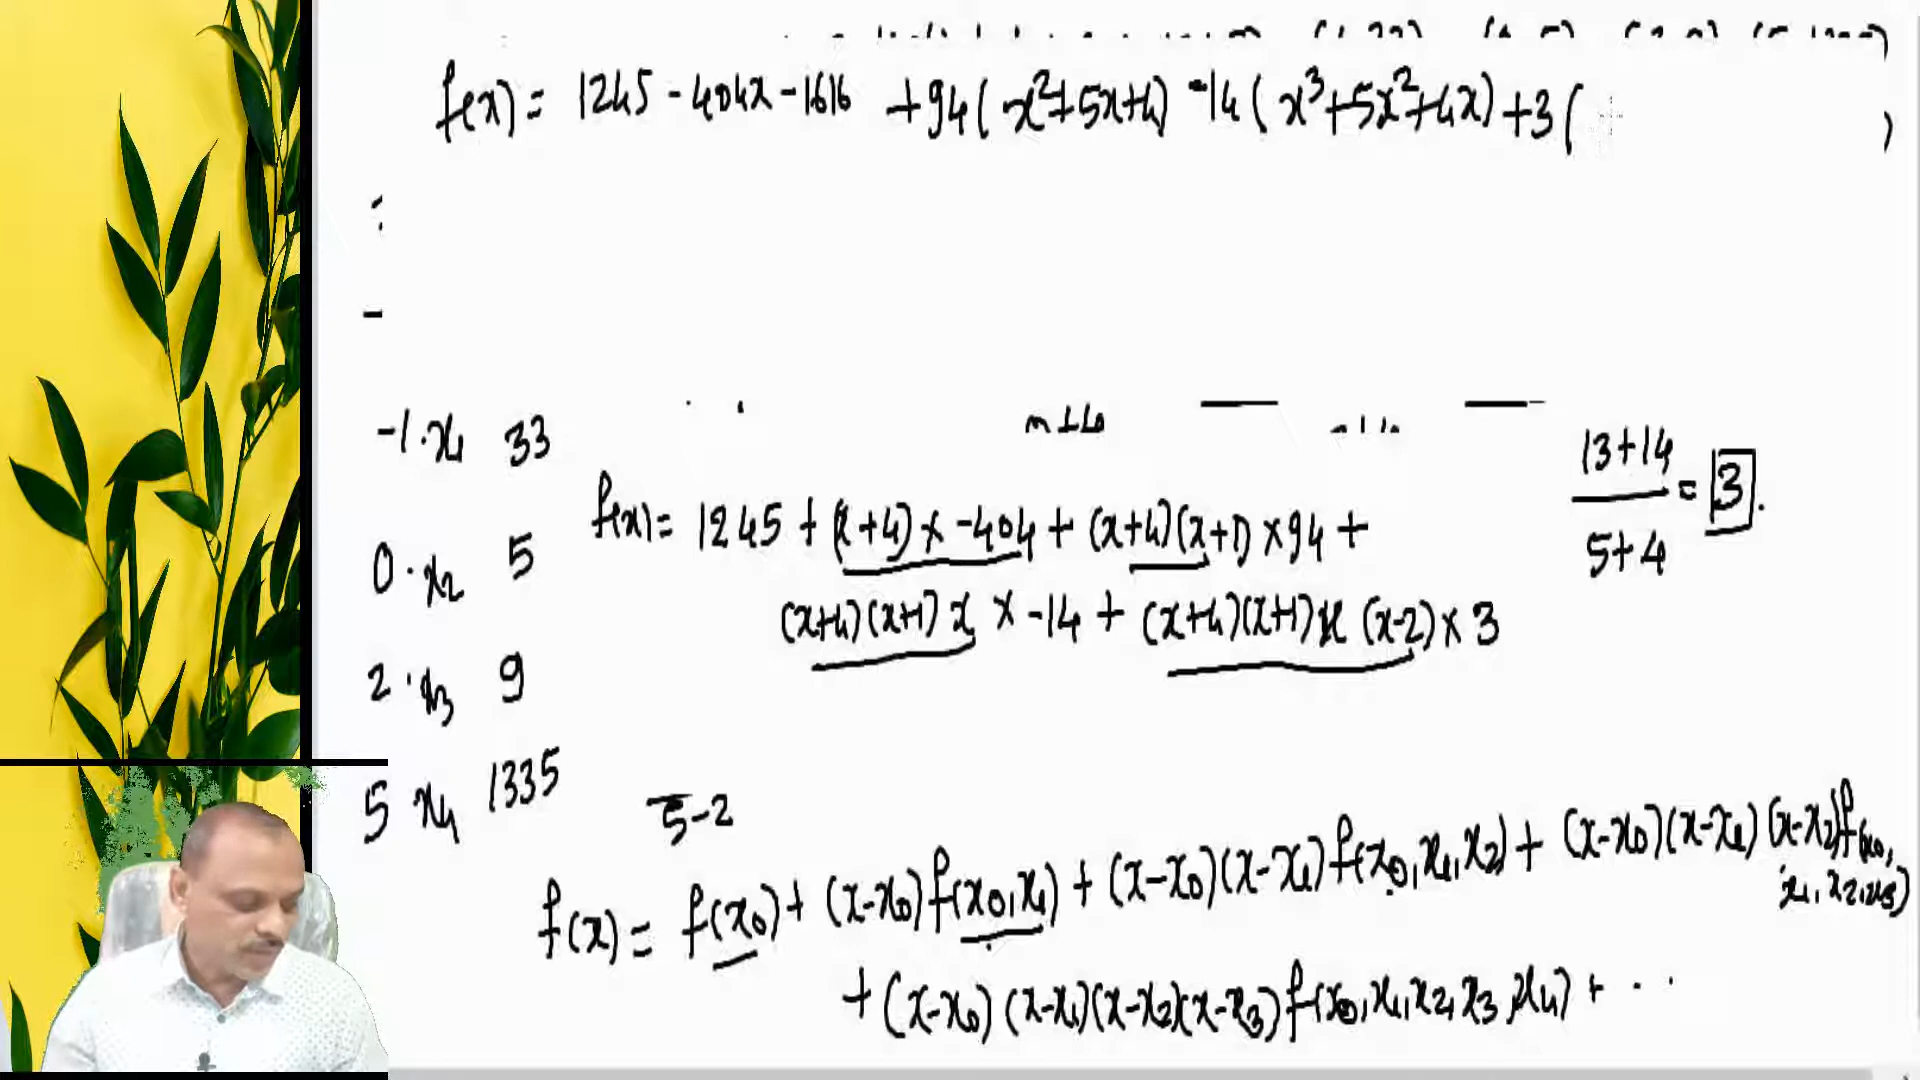 f(x) = 1245 - 404x - 1616 + 94( x² + 5x + 4) - 14( x³ + 5x² + 4x) + 3( )
-1 . x₁ 33
13+14 / 5+4 = 3.
f(x) = 1245 + (x+4) × -404 + (x+4)(x+1) × 94 +
0 . x₂ 5
(x+4)(x+1) x × -14 + (x+4)(x+1) x (x-2) × 3
2 . x₃ 9
5 x₄ 1335
5-2
f(x) = f(x₀) + (x-x₀) f(x₀,x₁) + (x-x₀)(x-x₁) f(x₀,x₁,x₂) + (x-x₀)(x-x₁)(x-x₂) f(x₀, x₁, x₂, x₃)
+ (x-x₀) (x-x₁)(x-x₂)(x-x₃) f(x₀,x₁,x₂,x₃,x₄) + . . .